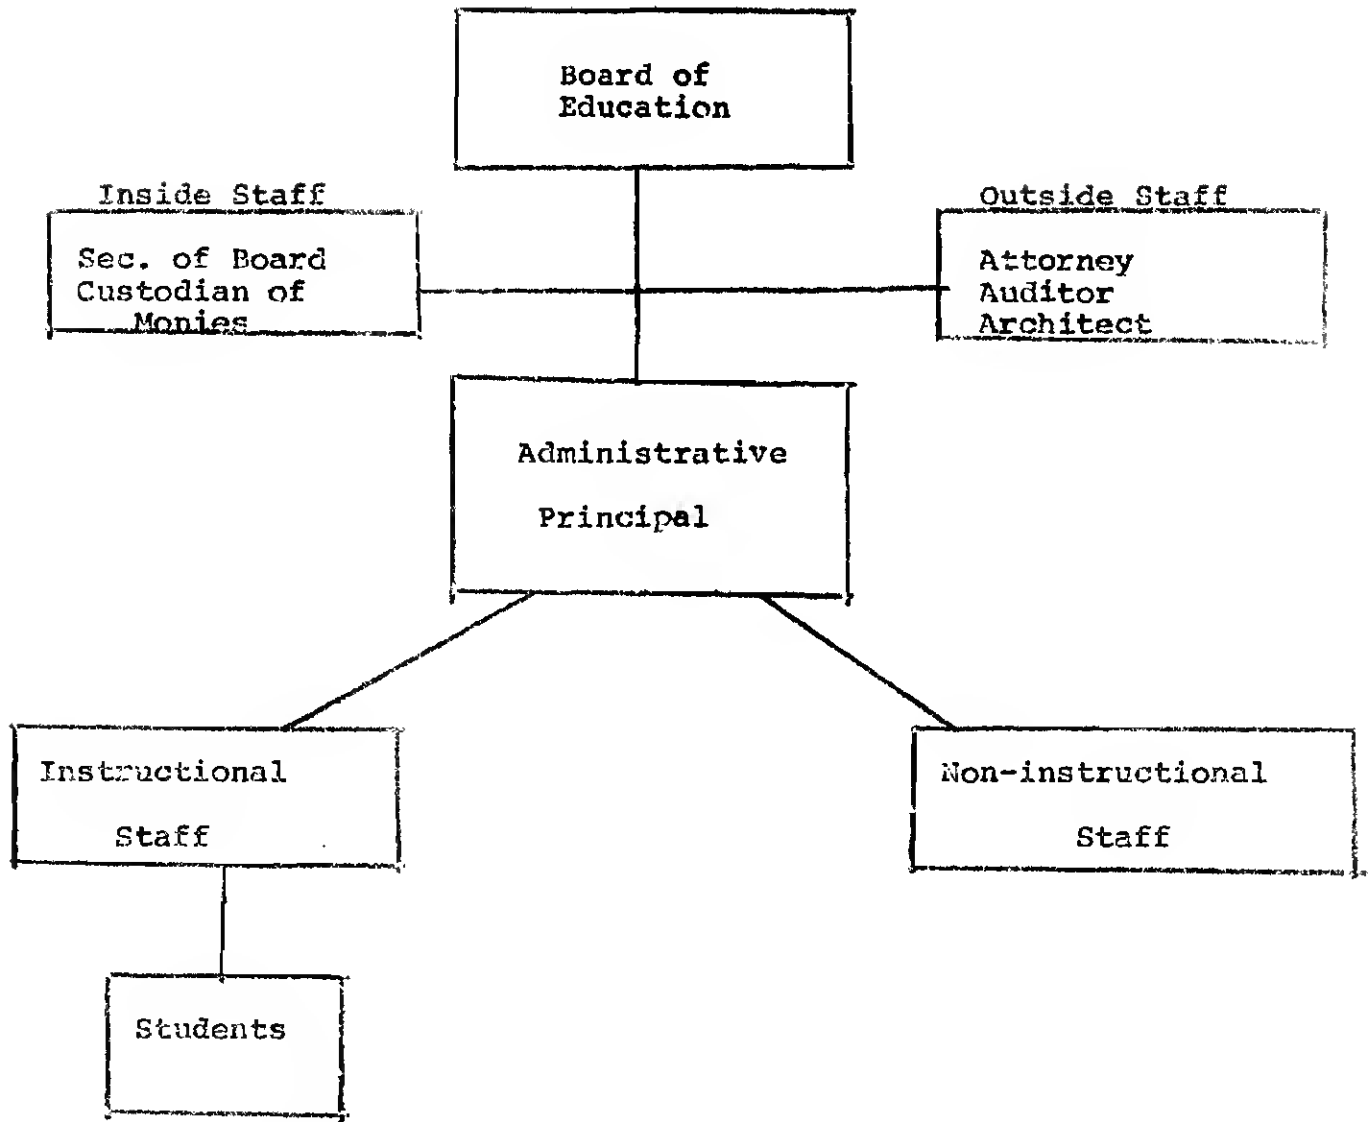 Board of
Education
Inside Staff
Sec. of Board
Custodian of
Monies
Outside Staff
Attorney
Auditor
Architect
Administrative
Principal
Instructional
Staff
Non-instructional
Staff
Students